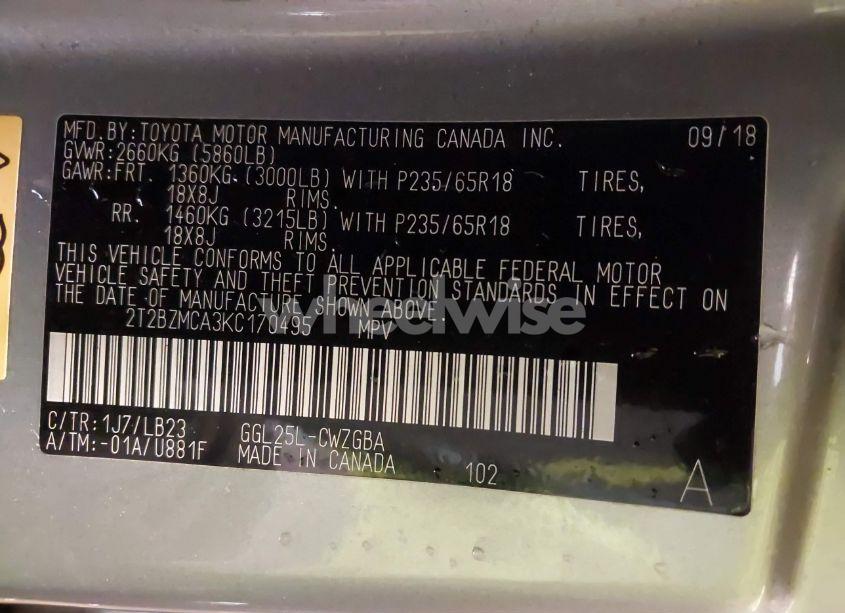 MFD.BY:TOYOTA MOTOR MANUFACTURING CANADA INC. 09/18
GVWR:2660KG (5860LB)
GAWR:FRT. 1360KG (3000LB) WITH P235/65R18 TIRES,
18X8J RIMS.
RR. 1460KG (3215LB) WITH P235/65R18 TIRES,
18X8J RIMS.
THIS VEHICLE CONFORMS TO ALL APPLICABLE FEDERAL MOTOR
VEHICLE SAFETY AND THEFT PREVENTION STANDARDS IN EFFECT ON
THE DATE OF MANUFACTURE SHOWN ABOVE.
wheelwise
2T2BZMCA3KC170495 MPV
C/TR:1J7/LB23 GGL25L-CWZGBA
A/TM:-01A/U881F MADE IN CANADA 102 A